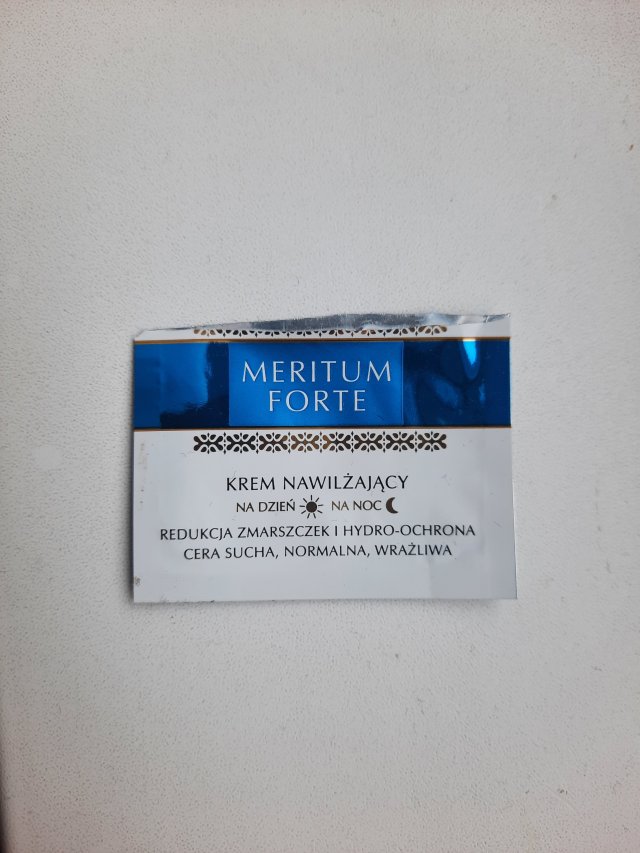 MERITUM
FORTE
KREM NAWILŻAJĄCY
NA DZIEŃ NA NOC
REDUKCJA ZMARSZCZEK I HYDRO-OCHRONA
CERA SUCHA, NORMALNA, WRAŻLIWA